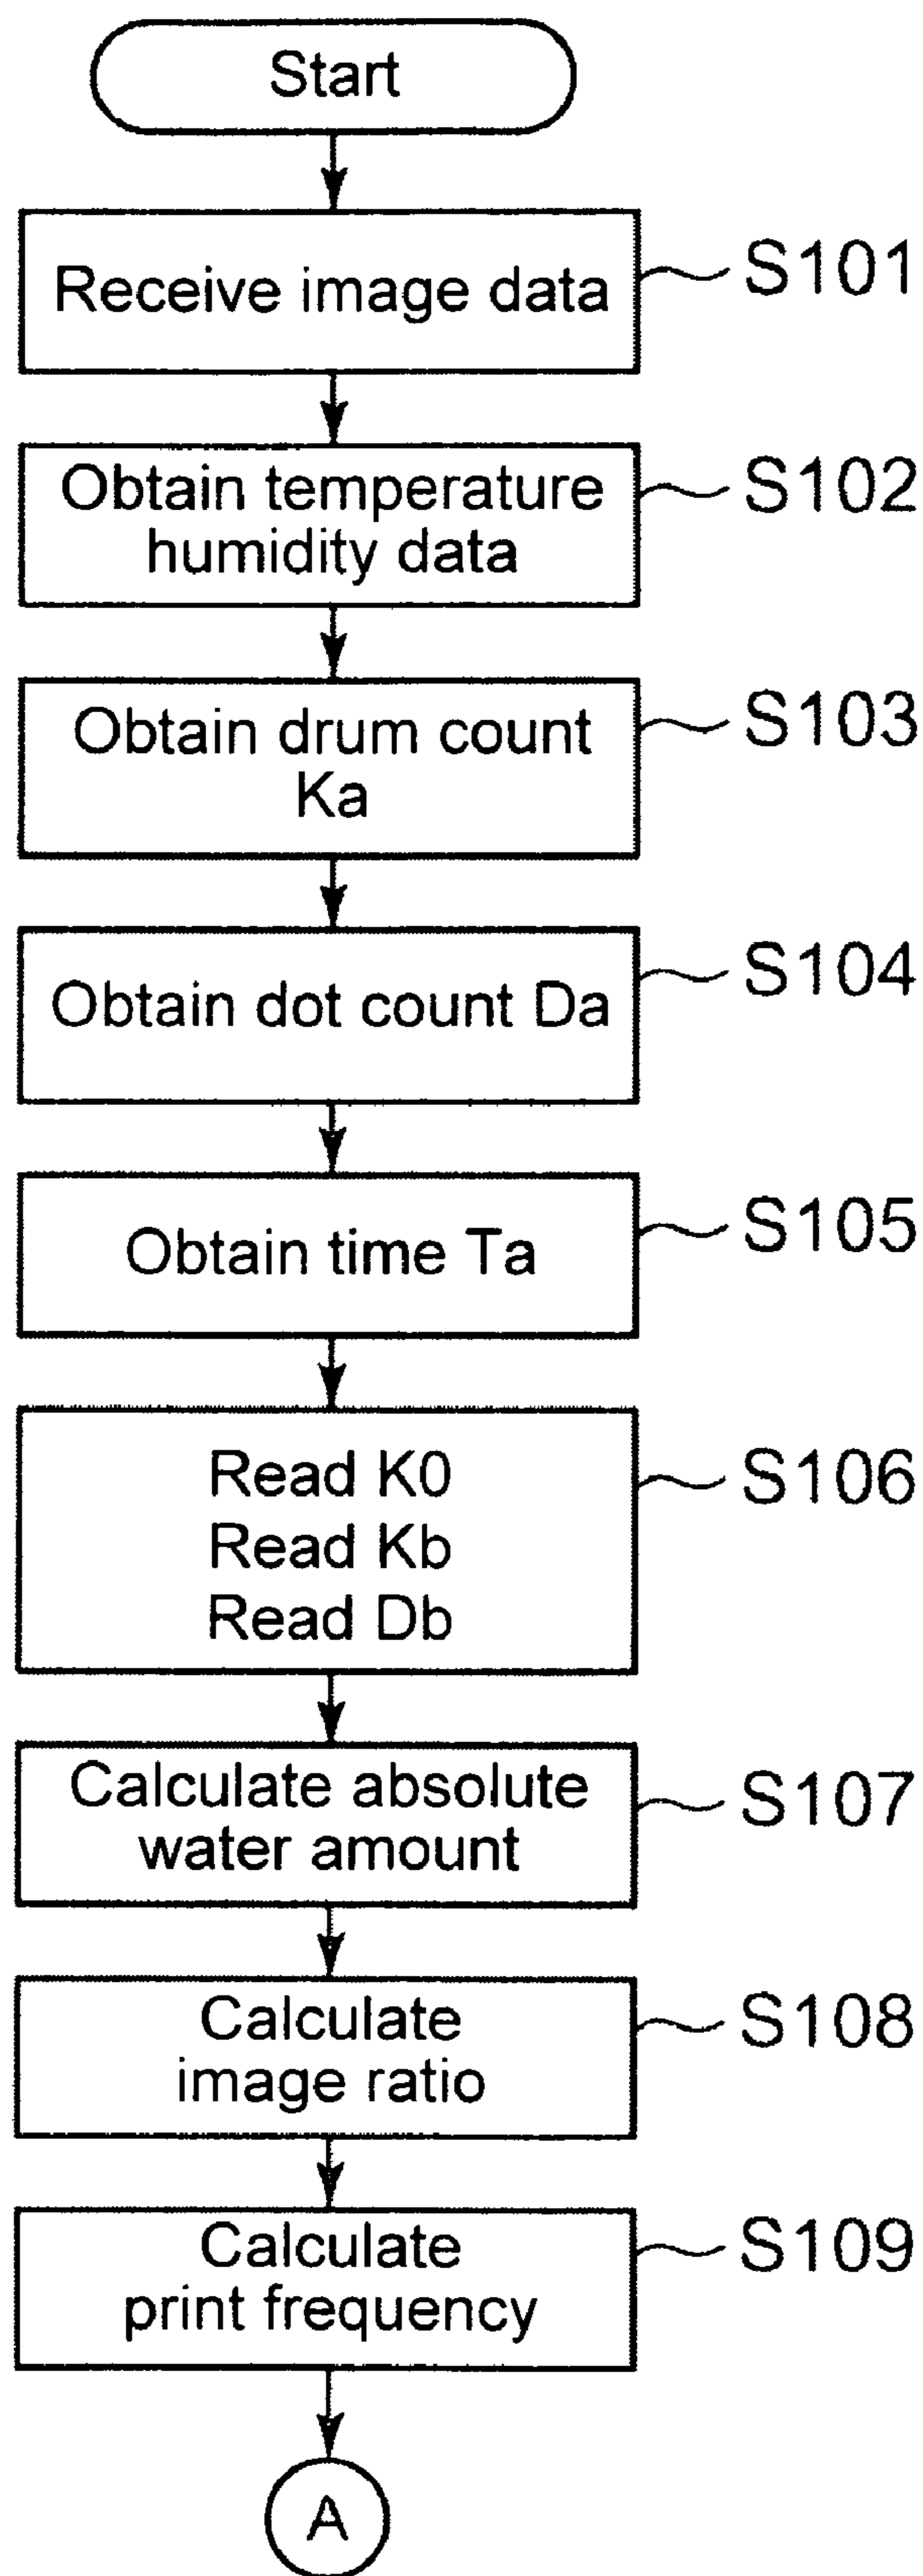 Start
Receive image data
S101
Obtain temperature
humidity data
S102
Obtain drum count
Ka
S103
Obtain dot count Da
S104
Obtain time Ta
S105
Read K0
Read Kb
Read Db
S106
Calculate absolute
water amount
S107
Calculate
image ratio
S108
Calculate
print frequency
S109
A